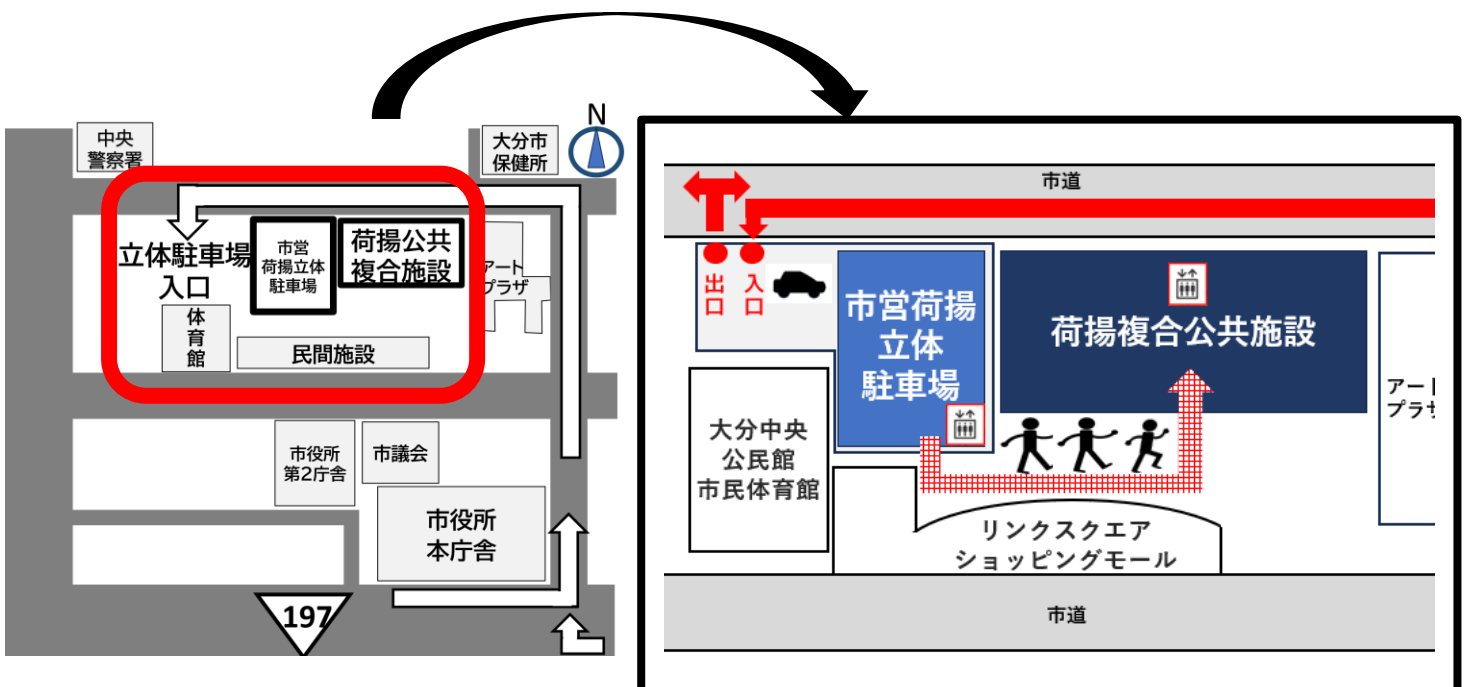 中央
警察署
大分市
保健所
N
立体駐車場
入口
市営
荷揚立体
駐車場
荷揚公共
複合施設
アート
プラザ
体
育
館
民間施設
市役所
第2庁舎
市議会
市役所
本庁舎
197
市道
出
口
入
口
市営荷揚
立体
駐車場
荷揚複合公共施設
アート
プラザ
大分中央
公民館
市民体育館
リンクスクエア
ショッピングモール
市道